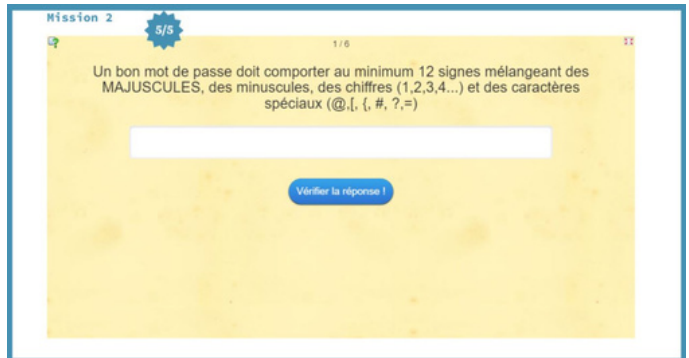 Mission 2
5/5
1 / 6
Un bon mot de passe doit comporter au minimum 12 signes mélangeant des
MAJUSCULES, des minuscules, des chiffres (1,2,3,4...) et des caractères
spéciaux (@,[, {, #, ?,=)
Vérifier la réponse !